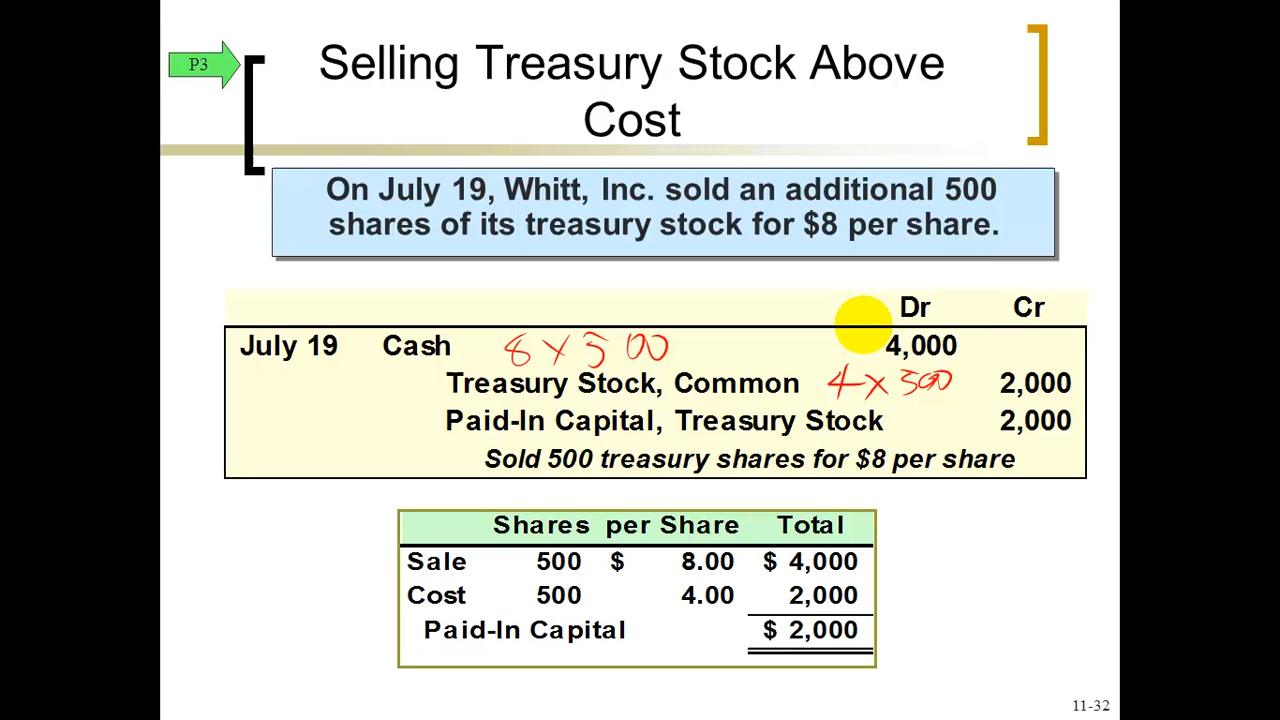 P3
Selling Treasury Stock Above
Cost
On July 19, Whitt, Inc. sold an additional 500
shares of its treasury stock for $8 per share.
Dr Cr
July 19 Cash 8 x 500 4,000
Treasury Stock, Common 4 x 500 2,000
Paid-In Capital, Treasury Stock 2,000
Sold 500 treasury shares for $8 per share
Shares per Share Total
Sale 500 $ 8.00 $ 4,000
Cost 500 4.00 2,000
Paid-In Capital $ 2,000
11-32